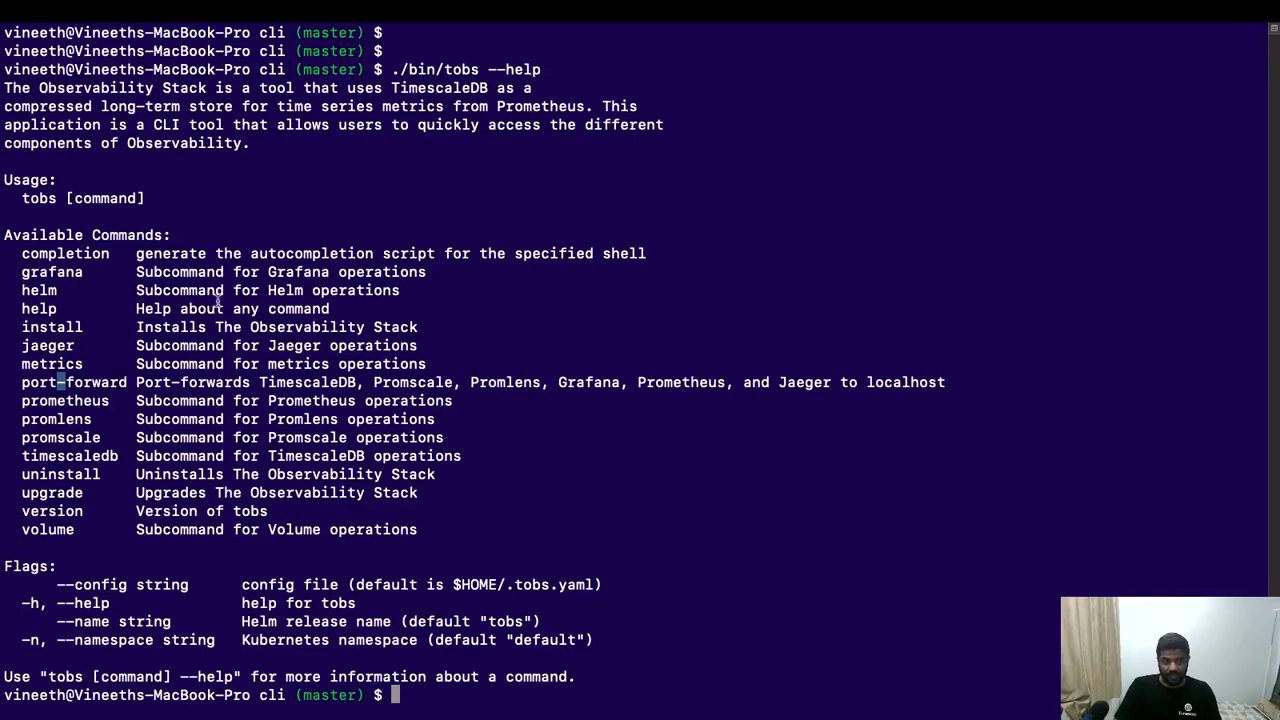 vineeth@Vineeths-MacBook-Pro cli (master) $
vineeth@Vineeths-MacBook-Pro cli (master) $
vineeth@Vineeths-MacBook-Pro cli (master) $ ./bin/tobs --help
The Observability Stack is a tool that uses TimescaleDB as a
compressed long-term store for time series metrics from Prometheus. This
application is a CLI tool that allows users to quickly access the different
components of Observability.
Usage:
tobs [command]
Available Commands:
completion generate the autocompletion script for the specified shell
grafana Subcommand for Grafana operations
helm Subcommand for Helm operations
help Help about any command
install Installs The Observability Stack
jaeger Subcommand for Jaeger operations
metrics Subcommand for metrics operations
port-forward Port-forwards TimescaleDB, Promscale, Promlens, Grafana, Prometheus, and Jaeger to localhost
prometheus Subcommand for Prometheus operations
promlens Subcommand for Promlens operations
promscale Subcommand for Promscale operations
timescaledb Subcommand for TimescaleDB operations
uninstall Uninstalls The Observability Stack
upgrade Upgrades The Observability Stack
version Version of tobs
volume Subcommand for Volume operations
Flags:
--config string config file (default is $HOME/.tobs.yaml)
-h, --help help for tobs
--name string Helm release name (default "tobs")
-n, --namespace string Kubernetes namespace (default "default")
Use "tobs [command] --help" for more information about a command.
vineeth@Vineeths-MacBook-Pro cli (master) $